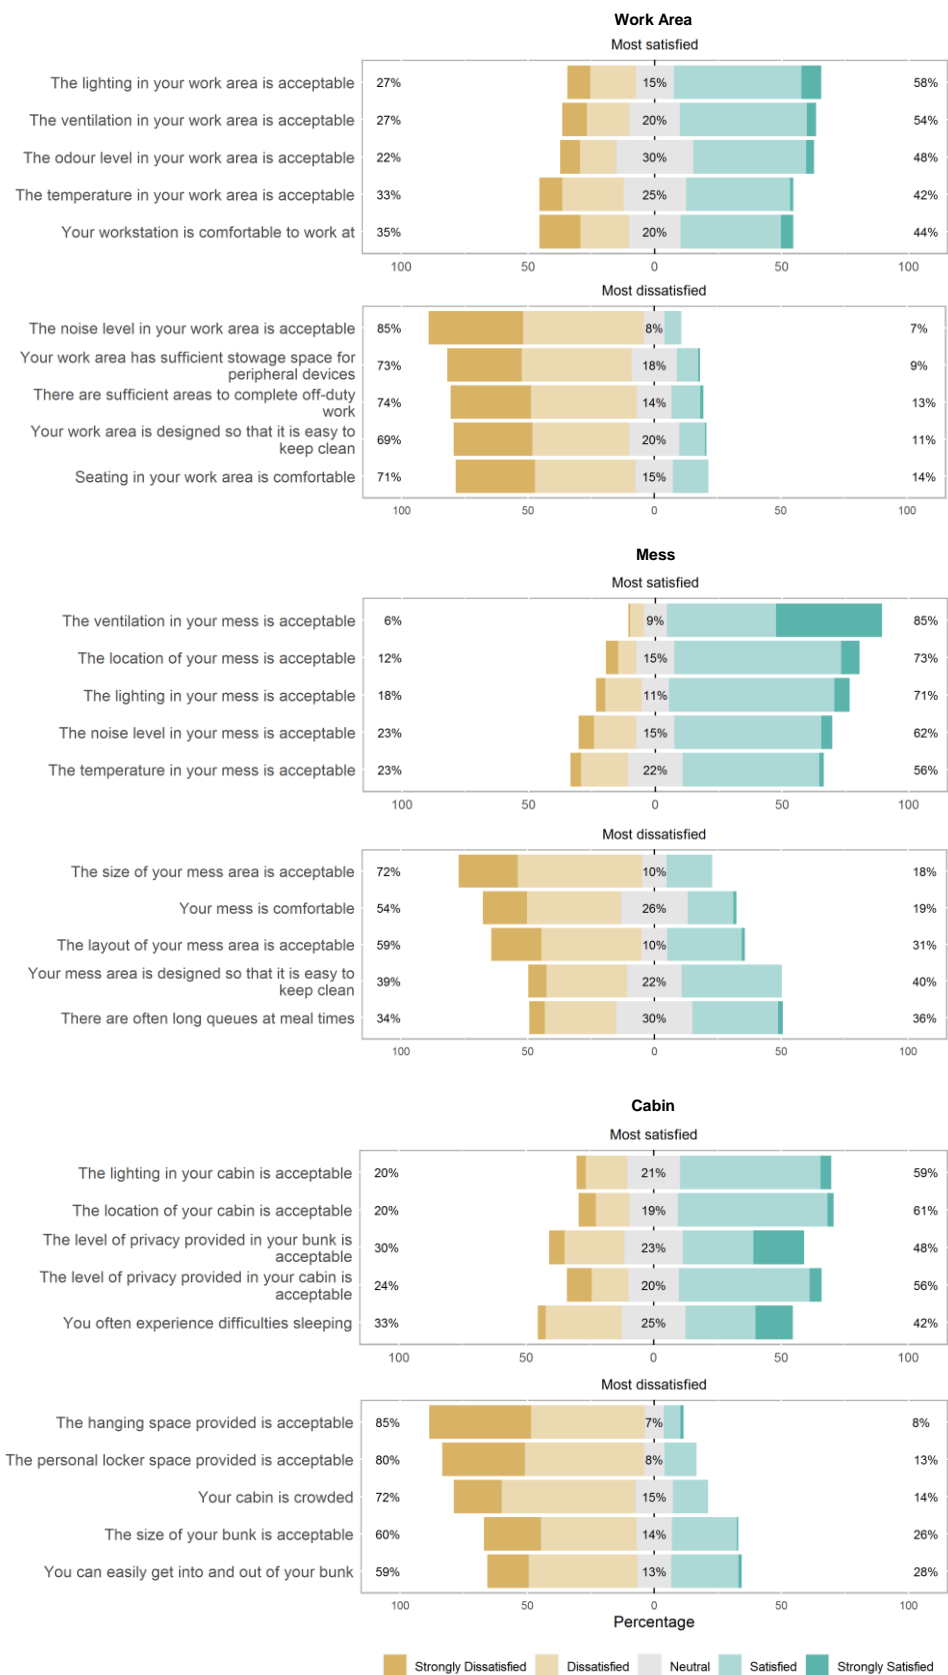 Work Area
Most satisfied
The lighting in your work area is acceptable 27% 15% 58%
The ventilation in your work area is acceptable 27% 20% 54%
The odour level in your work area is acceptable 22% 30% 48%
The temperature in your work area is acceptable 33% 25% 42%
Your workstation is comfortable to work at 35% 20% 44%
100 50 0 50 100
Most dissatisfied
The noise level in your work area is acceptable 85% 8% 7%
Your work area has sufficient stowage space for
peripheral devices 73% 18% 9%
There are sufficient areas to complete off-duty
work 74% 14% 13%
Your work area is designed so that it is easy to
keep clean 69% 20% 11%
Seating in your work area is comfortable 71% 15% 14%
100 50 0 50 100
Mess
Most satisfied
The ventilation in your mess is acceptable 6% 9% 85%
The location of your mess is acceptable 12% 15% 73%
The lighting in your mess is acceptable 18% 11% 71%
The noise level in your mess is acceptable 23% 15% 62%
The temperature in your mess is acceptable 23% 22% 56%
100 50 0 50 100
Most dissatisfied
The size of your mess area is acceptable 72% 10% 18%
Your mess is comfortable 54% 26% 19%
The layout of your mess area is acceptable 59% 10% 31%
Your mess area is designed so that it is easy to
keep clean 39% 22% 40%
There are often long queues at meal times 34% 30% 36%
100 50 0 50 100
Cabin
Most satisfied
The lighting in your cabin is acceptable 20% 21% 59%
The location of your cabin is acceptable 20% 19% 61%
The level of privacy provided in your bunk is
acceptable 30% 23% 48%
The level of privacy provided in your cabin is
acceptable 24% 20% 56%
You often experience difficulties sleeping 33% 25% 42%
100 50 0 50 100
Most dissatisfied
The hanging space provided is acceptable 85% 7% 8%
The personal locker space provided is acceptable 80% 8% 13%
Your cabin is crowded 72% 15% 14%
The size of your bunk is acceptable 60% 14% 26%
You can easily get into and out of your bunk 59% 13% 28%
100 50 0 50 100
Percentage
Strongly Dissatisfied Dissatisfied Neutral Satisfied Strongly Satisfied